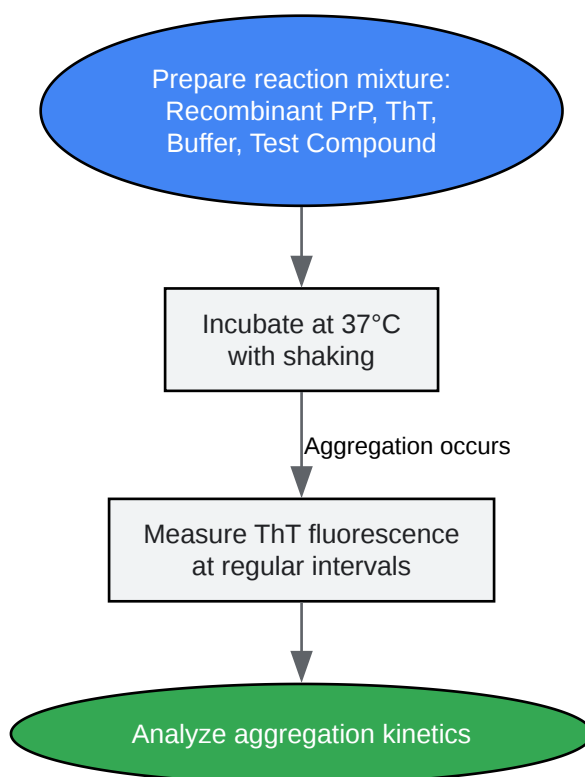 Prepare reaction mixture:
Recombinant PrP, ThT,
Buffer, Test Compound
Incubate at 37°C
with shaking
Aggregation occurs
Measure ThT fluorescence
at regular intervals
Analyze aggregation kinetics